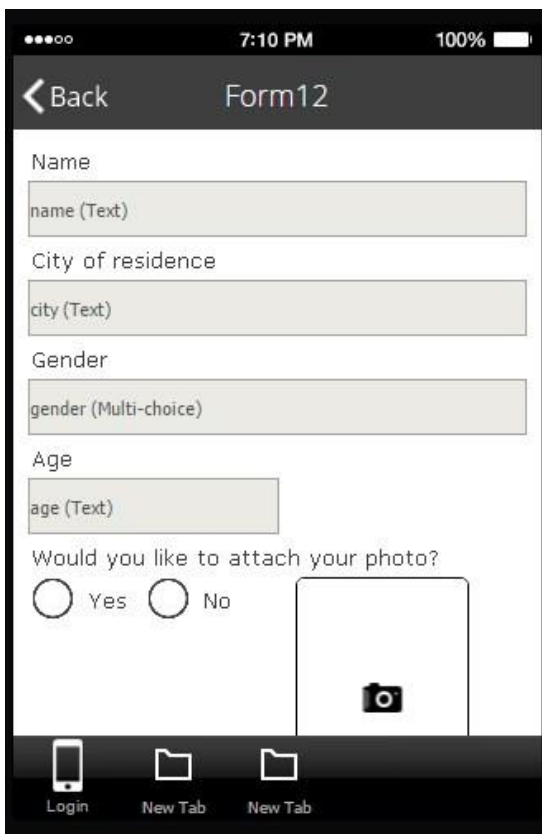 7:10 PM 100%
Back Form12
Name
name (Text)
City of residence
city (Text)
Gender
gender (Multi-choice)
Age
age (Text)
Would you like to attach your photo?
Yes No
Login New Tab New Tab